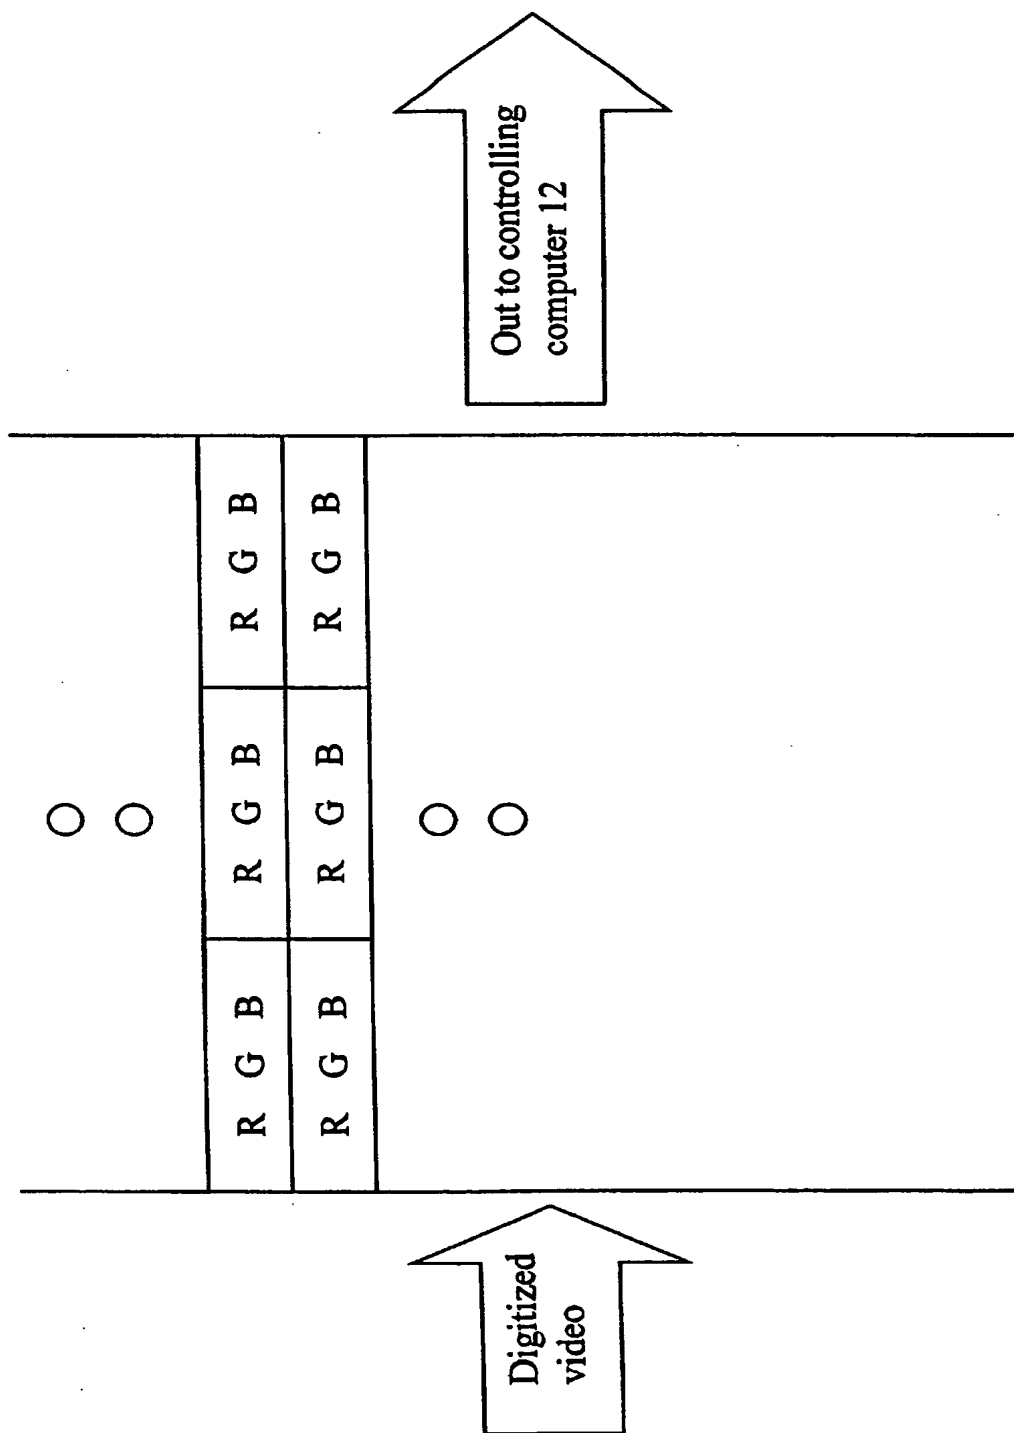 Digitized
video
R G B R G B R G B
R G B R G B R G B
Out to controlling
computer 12